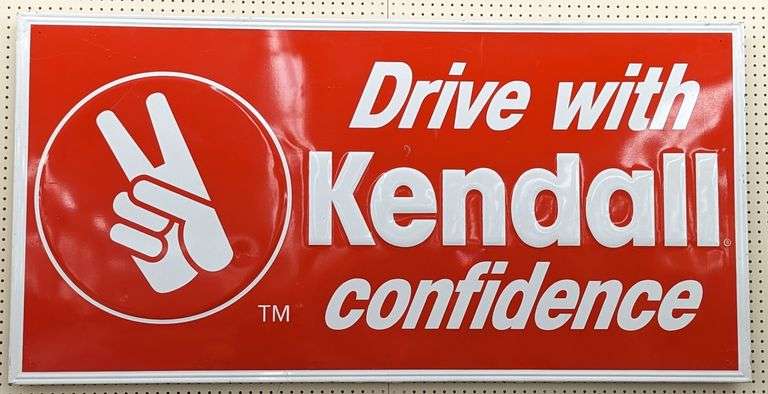 Drive with
Kendall®
confidence
TM